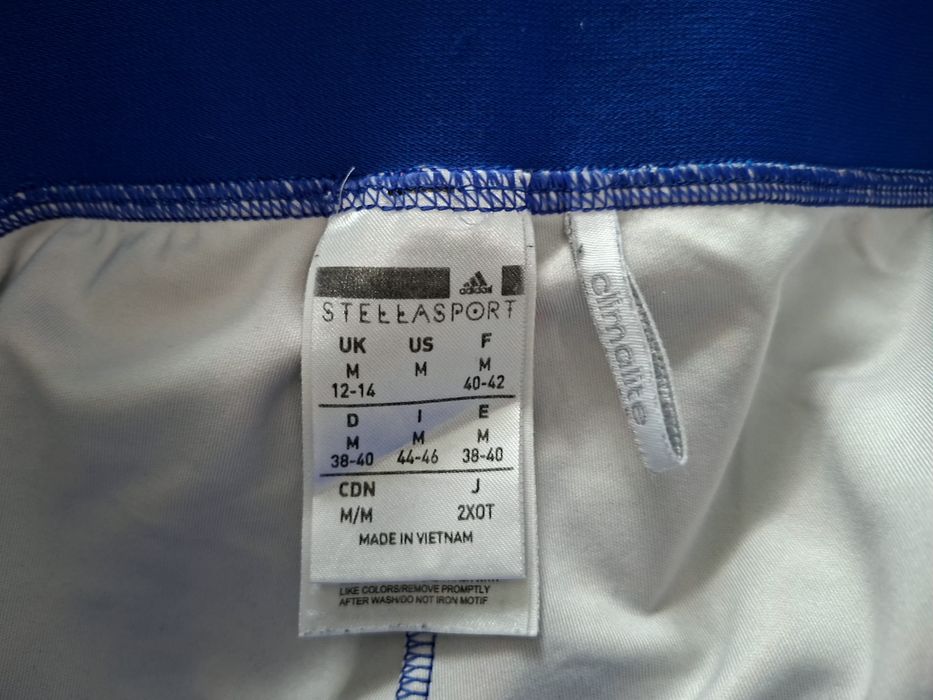 adidas
STELLASPORT
UK US F
M M M
12-14 40-42
D I E
M M M
38-40 44-46 38-40
CDN J
M/M 2XOT
MADE IN VIETNAM
LIKE COLORS/REMOVE PROMPTLY
AFTER WASH/DO NOT IRON MOTIF
climalite